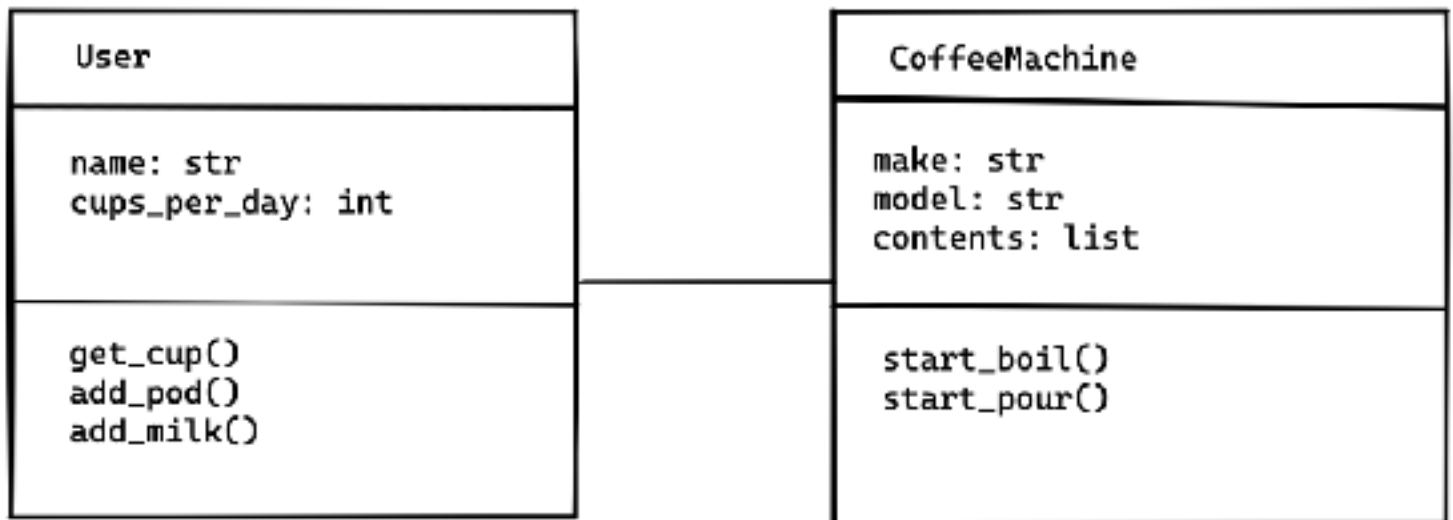 User
name: str
cups_per_day: int
get_cup()
add_pod()
add_milk()
CoffeeMachine
make: str
model: str
contents: list
start_boil()
start_pour()